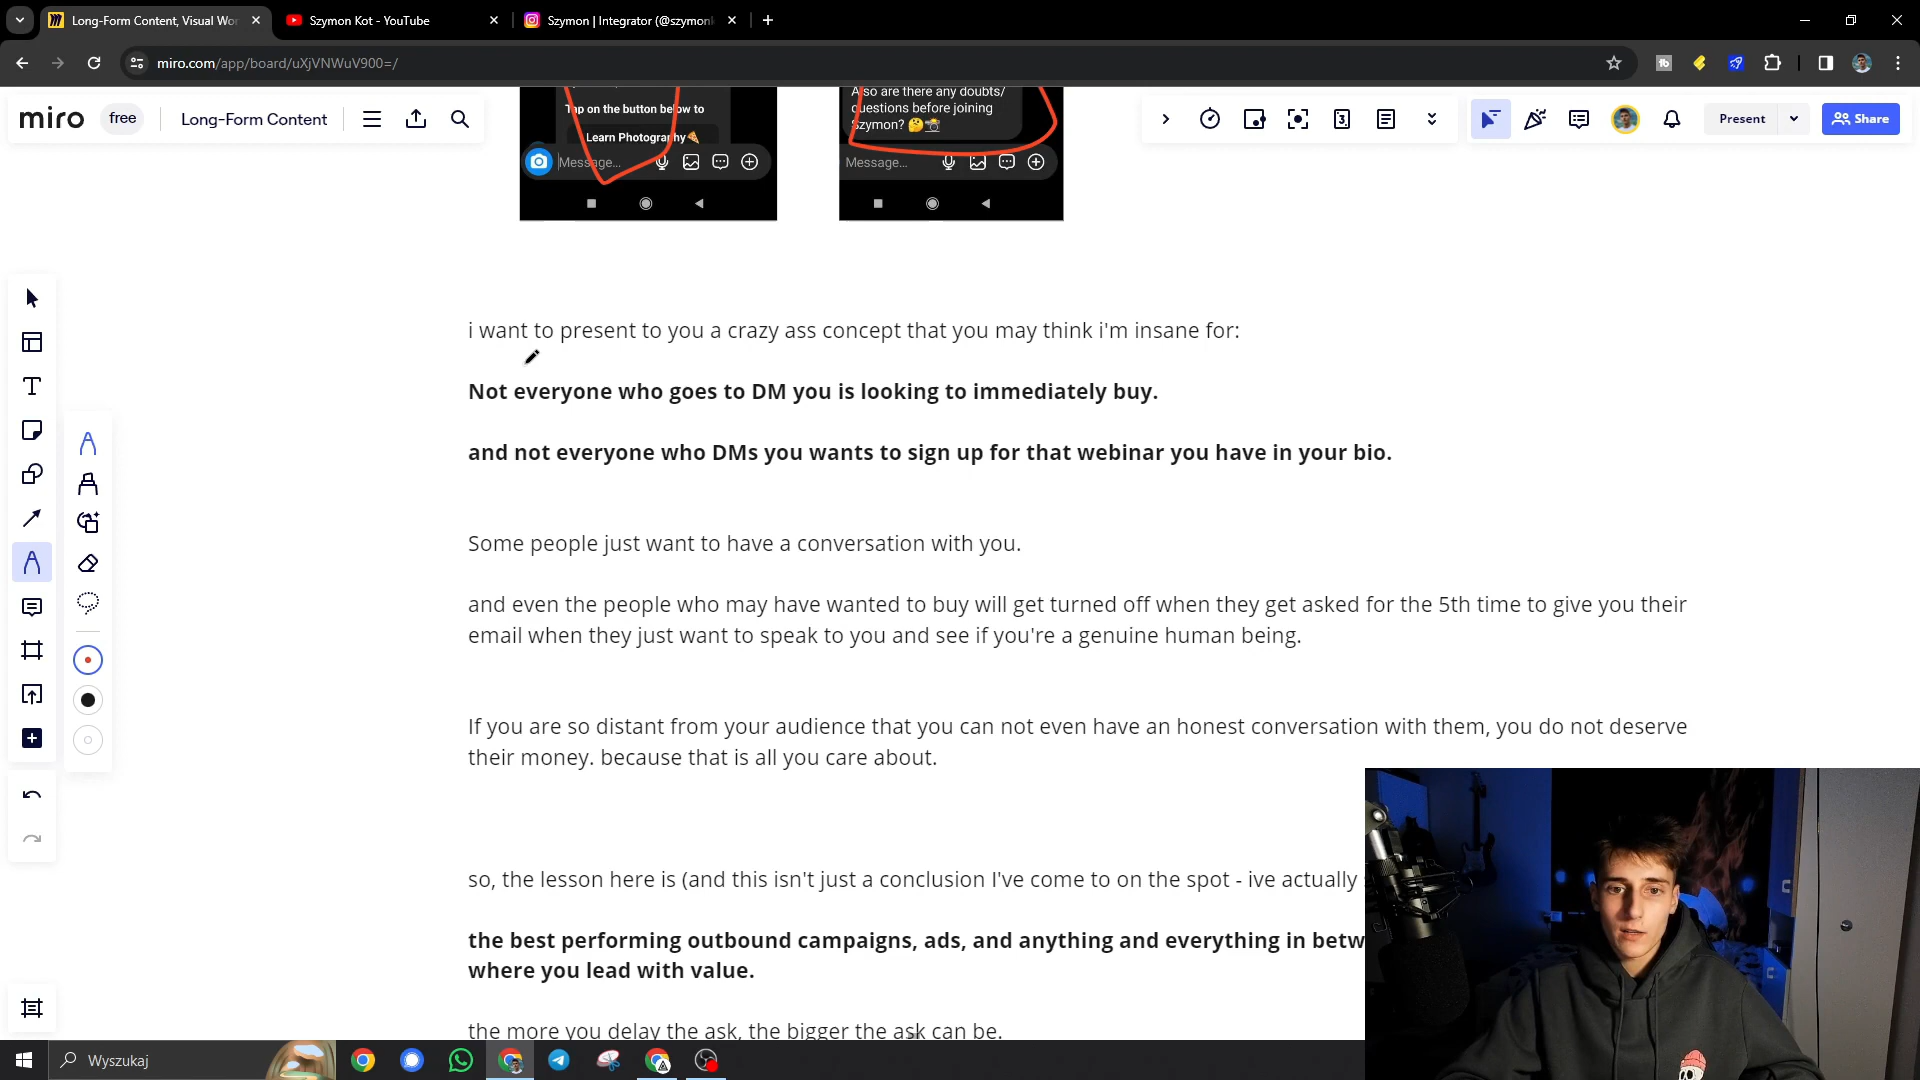 Long-Form Content, Visual Wor
Szymon Kot - YouTube
Szymon | Integrator (@szymonk
miro.com/app/board/uXjVNWuV900=/
miro
free
Long-Form Content
Present
Share
Tap on the button below to
Learn Photography🍕
Message...
Also are there any doubts/
questions before joining
Szymon? 🤔📸
Message...
i want to present to you a crazy ass concept that you may think i'm insane for:
Not everyone who goes to DM you is looking to immediately buy.
and not everyone who DMs you wants to sign up for that webinar you have in your bio.
Some people just want to have a conversation with you.
and even the people who may have wanted to buy will get turned off when they get asked for the 5th time to give you their
email when they just want to speak to you and see if you're a genuine human being.
If you are so distant from your audience that you can not even have an honest conversation with them, you do not deserve
their money. because that is all you care about.
so, the lesson here is (and this isn't just a conclusion I've come to on the spot - ive actually
the best performing outbound campaigns, ads, and anything and everything in betw
where you lead with value.
the more you delay the ask, the bigger the ask can be.
Wyszukaj